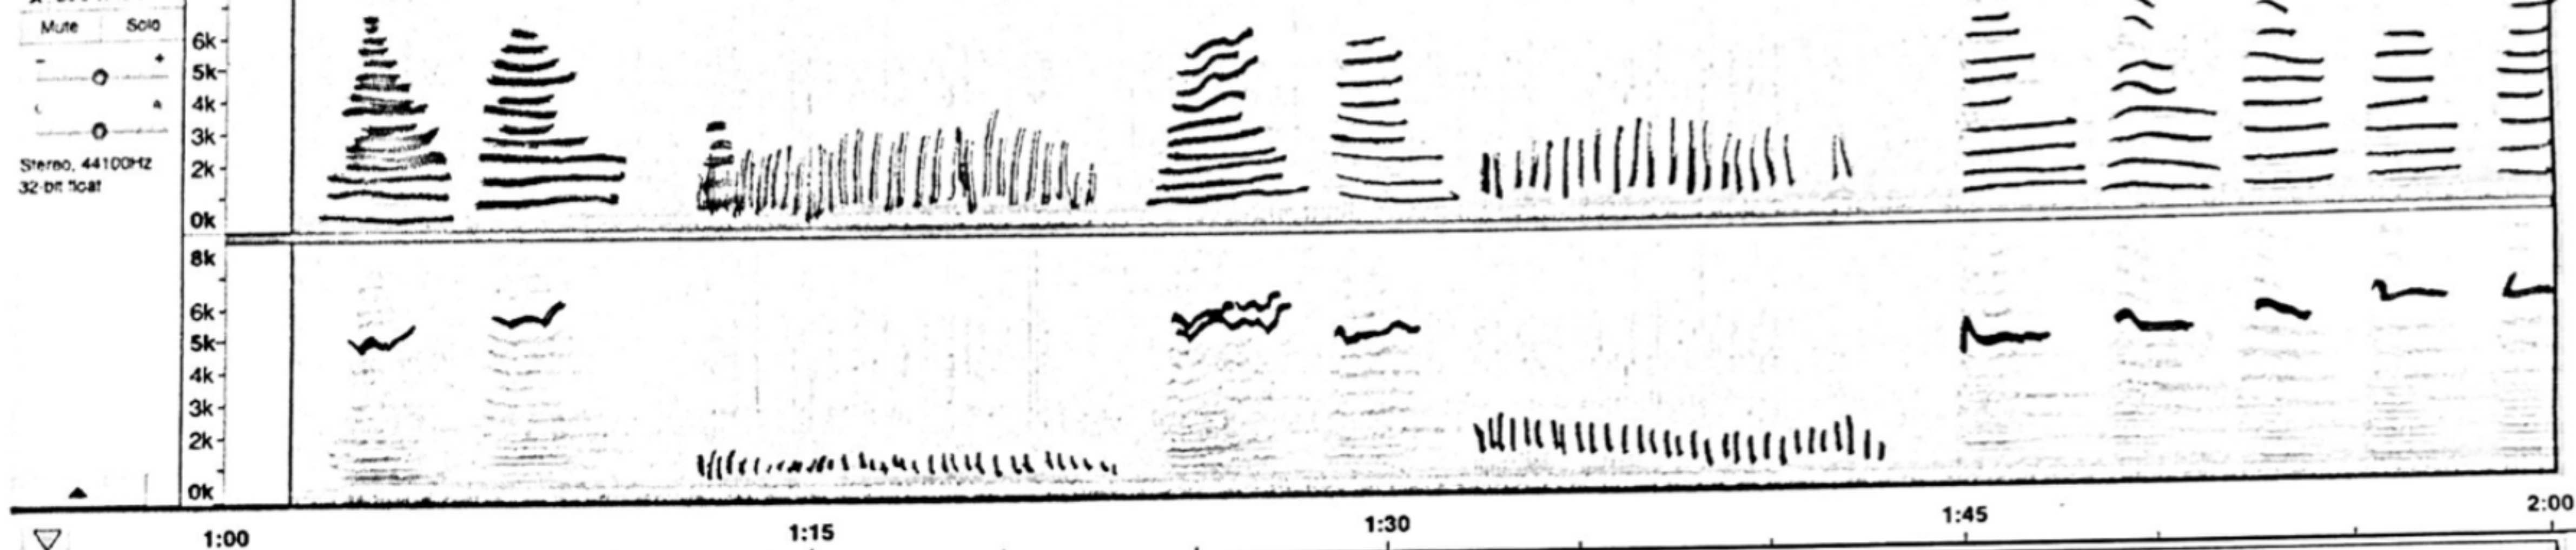 Mute Solo
- +
Stereo, 44100Hz
32-bit float
6k
5k
4k
3k
2k
0k
8k
6k
5k
4k
3k
2k
0k
1:00 1:15 1:30 1:45 2:00